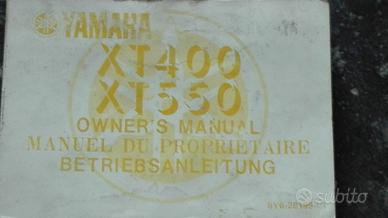 YAMAHA
XT400
XT550
OWNER'S MANUAL
MANUEL DU PROPRIETAIRE
BETRIEBSANLEITUNG
subito